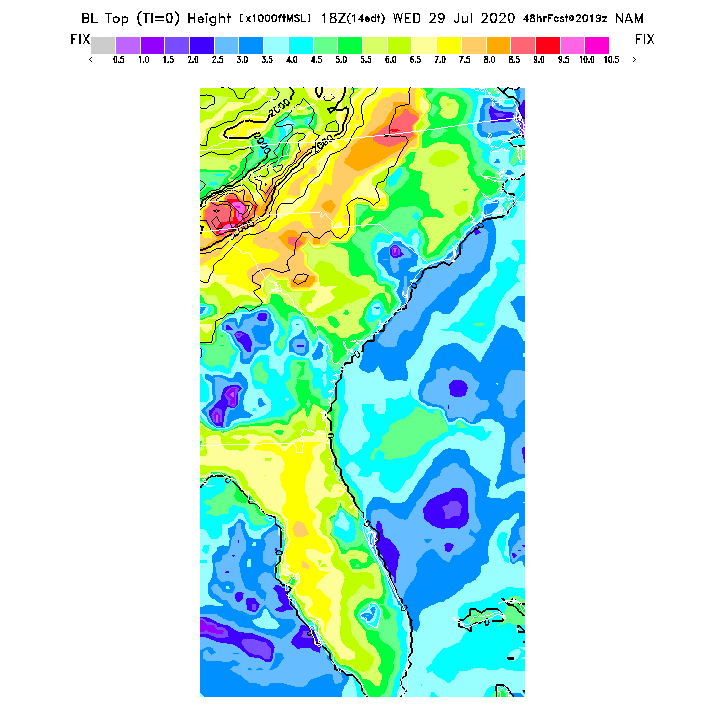 BL Top (TI=0) Height [x1000ftMSL] 18Z(14edt) WED 29 Jul 2020 48hrFcst@2019z NAM
FIX FIX
< 0.5 1.0 1.5 2.0 2.5 3.0 3.5 4.0 4.5 5.0 5.5 6.0 6.5 7.0 7.5 8.0 8.5 9.0 9.5 10.0 10.5 >
2000
2000
2000